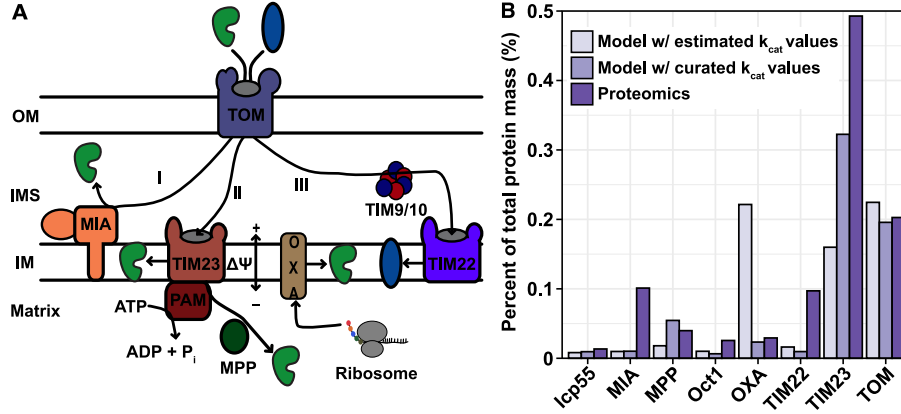 A
OM
TOM
I
II
III
IMS
MIA
TIM9/10
IM
TIM23
ΔΨ
+
−
O
X
A
TIM22
Matrix
ATP
PAM
ADP + Pi
MPP
Ribosome
B
Percent of total protein mass (%)
0.5
0.4
0.3
0.2
0.1
0
Model w/ estimated kcat values
Model w/ curated kcat values
Proteomics
Icp55
MIA
MPP
Oct1
OXA
TIM22
TIM23
TOM